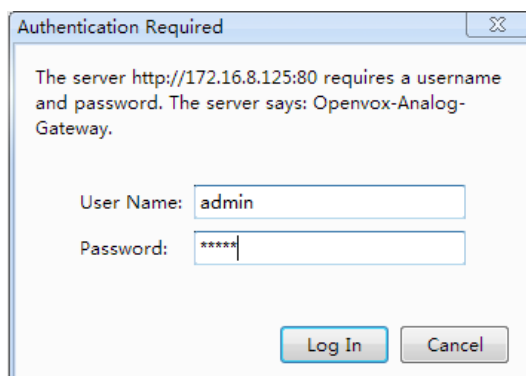 Authentication Required
The server http://172.16.8.125:80 requires a username
and password. The server says: Openvox-Analog-
Gateway.
User Name: admin
Password: *****
Log In Cancel